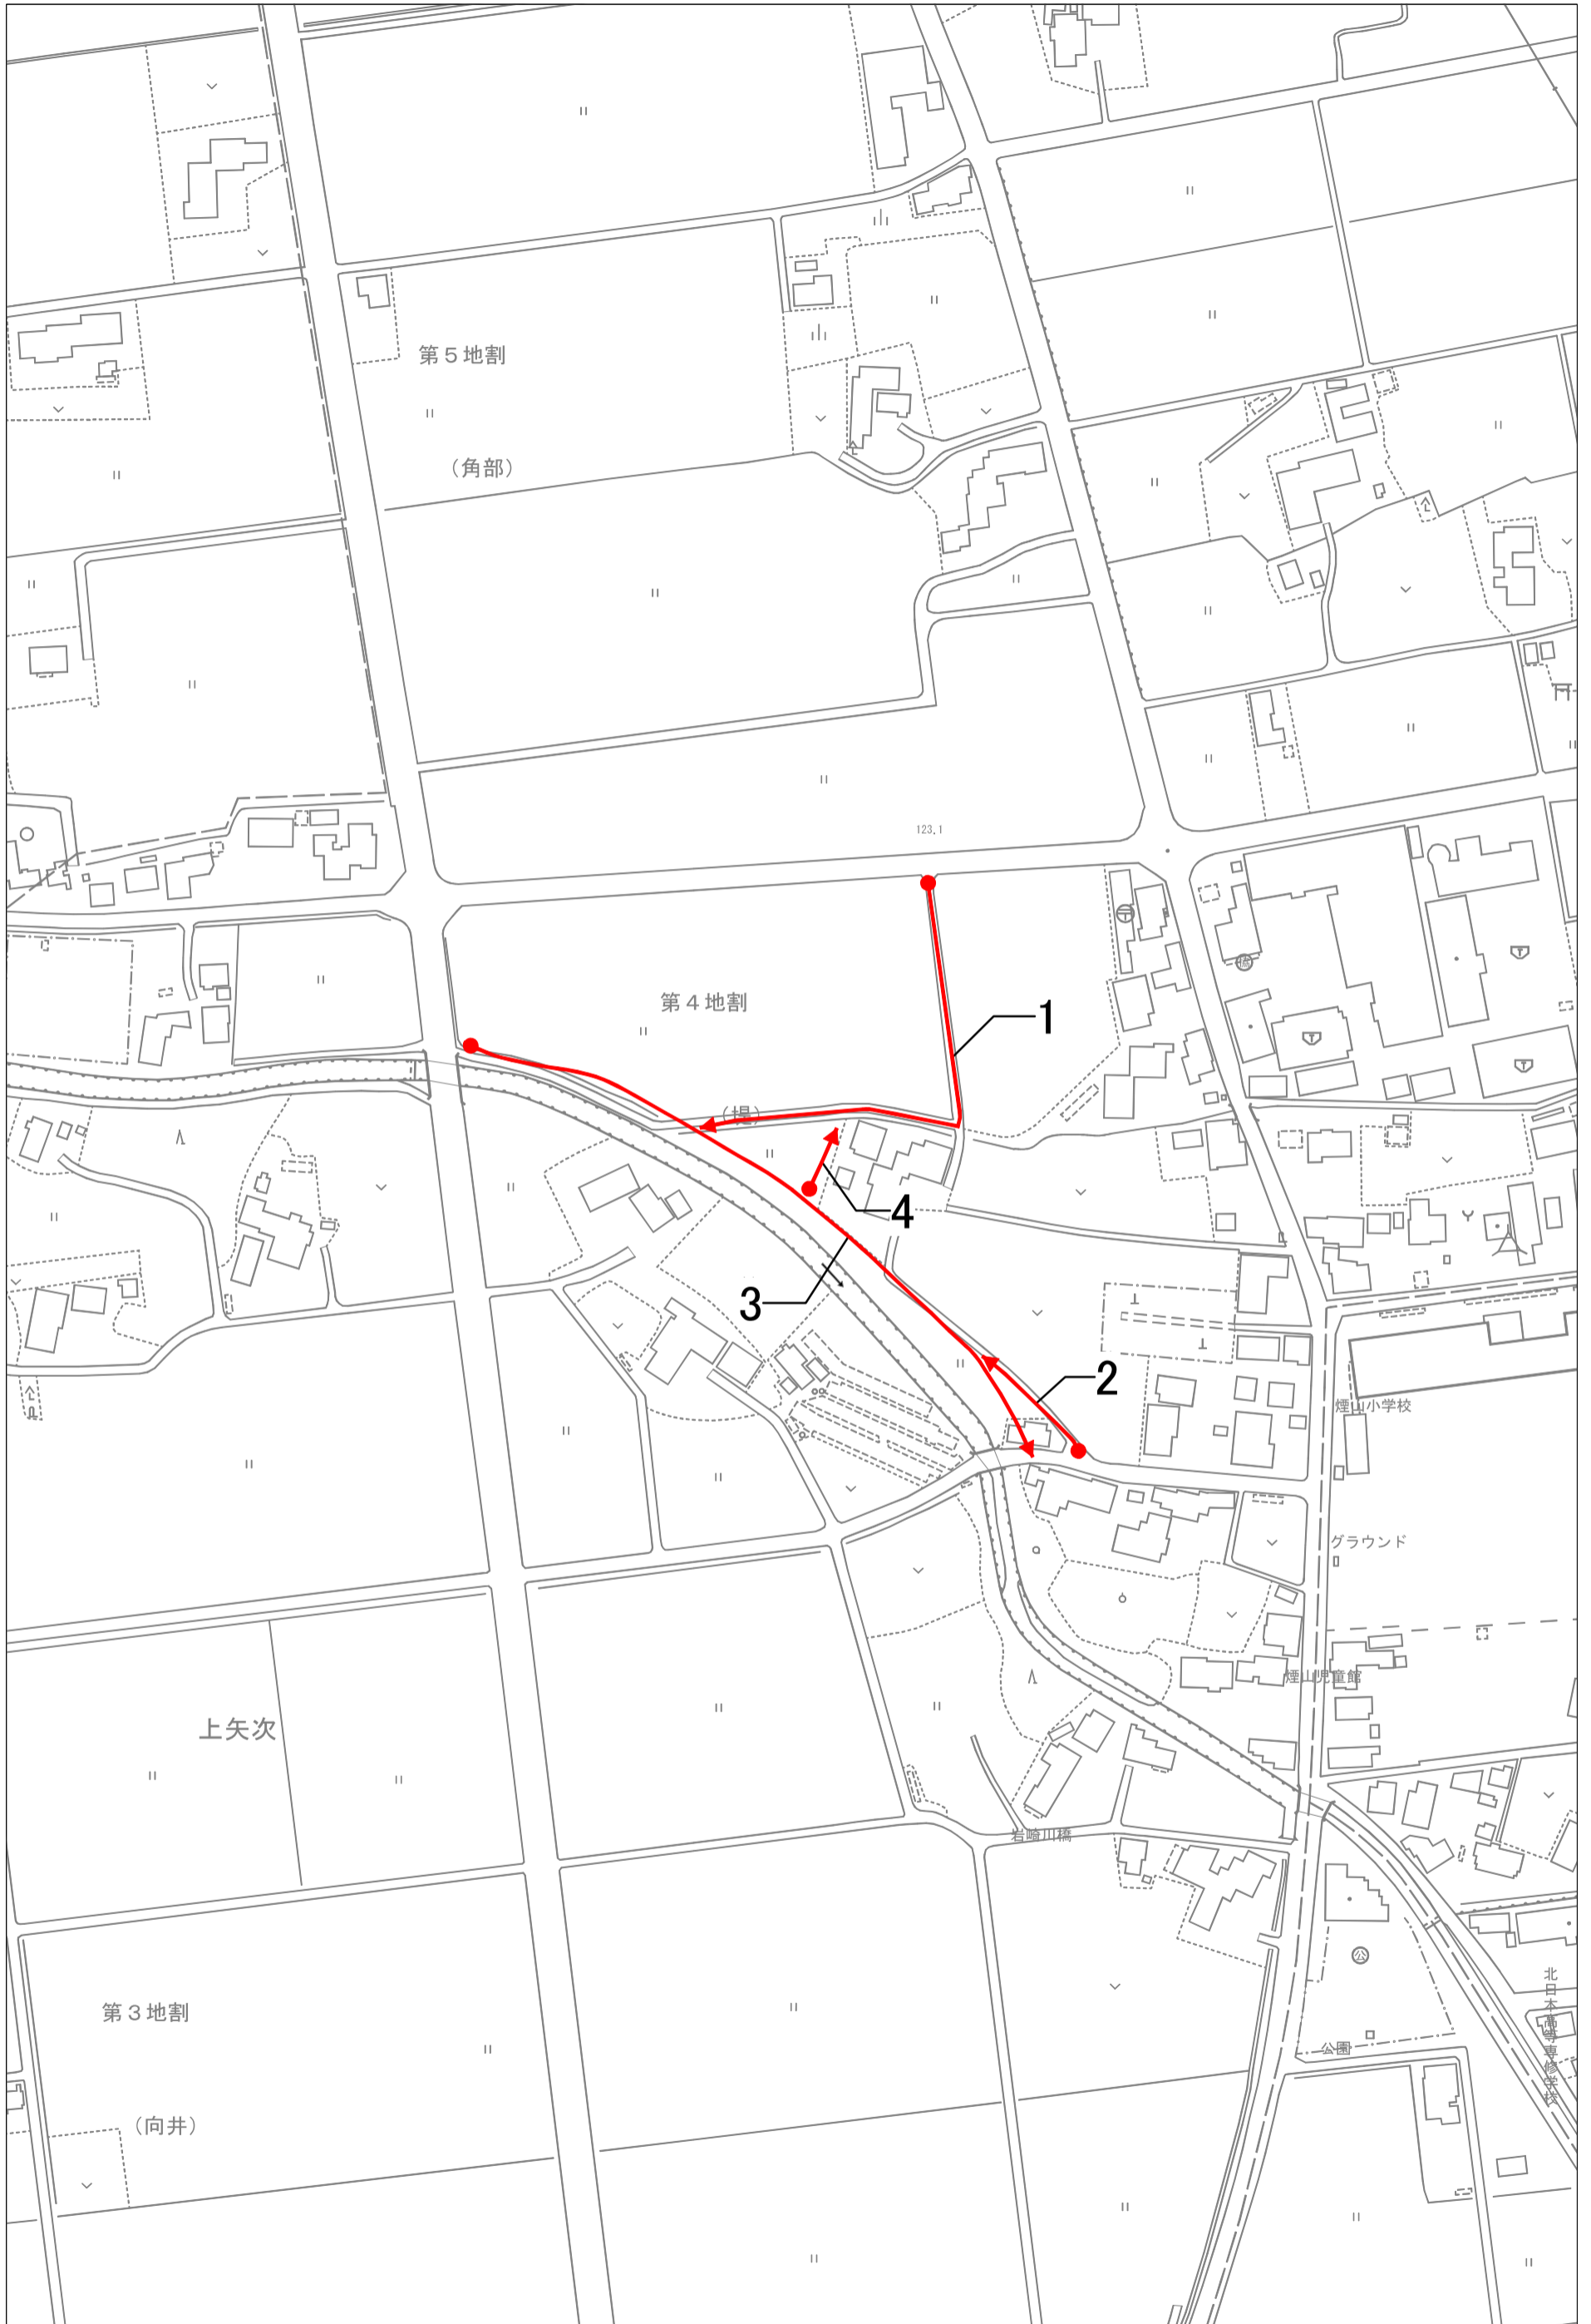 第５地割
（角部）
123.1
第４地割
1
（堤）
4
3
2
煙山小学校
グラウンド
煙山児童館
上矢次
岩崎川橋
公
北日本高等専修学校
第３地割
公園
（向井）